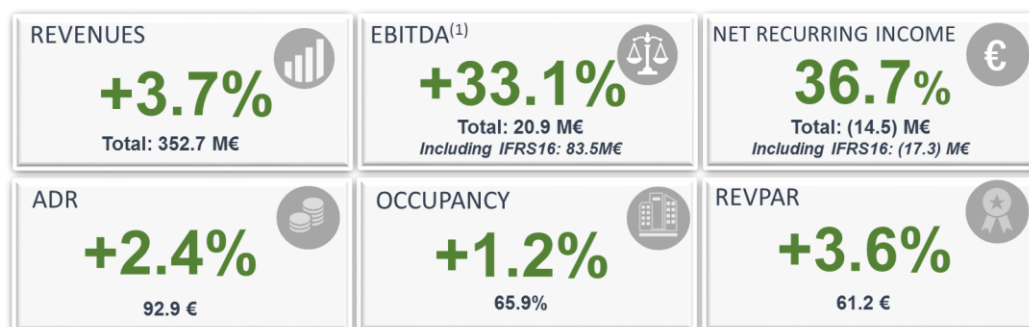 REVENUES
+3.7%
Total: 352.7 M€
EBITDA(1)
+33.1%
Total: 20.9 M€
Including IFRS16: 83.5M€
NET RECURRING INCOME
€
36.7%
Total: (14.5) M€
Including IFRS16: (17.3) M€
ADR
+2.4%
92.9 €
OCCUPANCY
+1.2%
65.9%
REVPAR
+3.6%
61.2 €